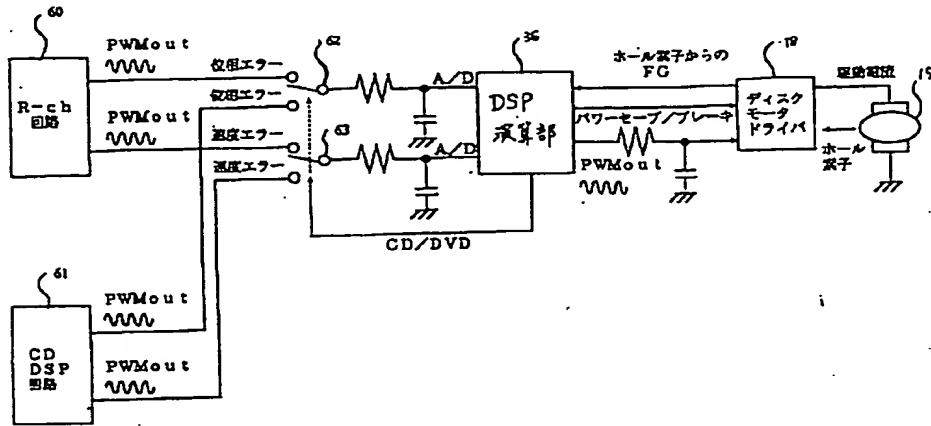 60
PWMout
R-ch
回路
PWMout
位相エラー
位相エラー
速度エラー
速度エラー
62
63
A/D
A/D
CD/DVD
36
DSP
演算部
ホール素子からの
FG
パワーセーブ/ブレーキ
PWMout
18
ディスク
モータ
ドライバ
駆動電流
19
ホール
素子
61
PWMout
CD
DSP
回路
PWMout
i